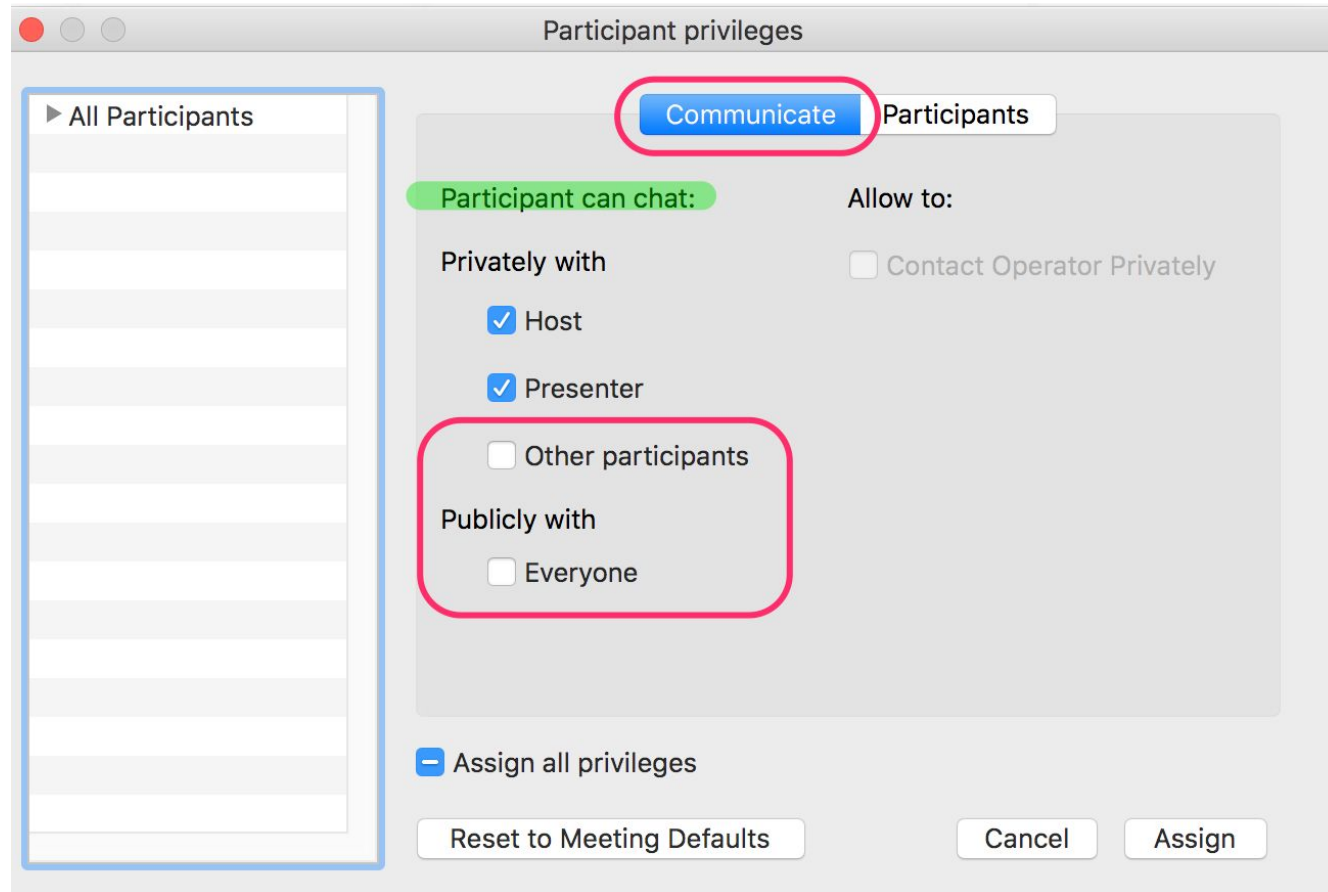 Participant privileges
All Participants
Communicate
Participants
Participant can chat:
Allow to:
Privately with
Contact Operator Privately
Host
Presenter
Other participants
Publicly with
Everyone
Assign all privileges
Reset to Meeting Defaults
Cancel
Assign